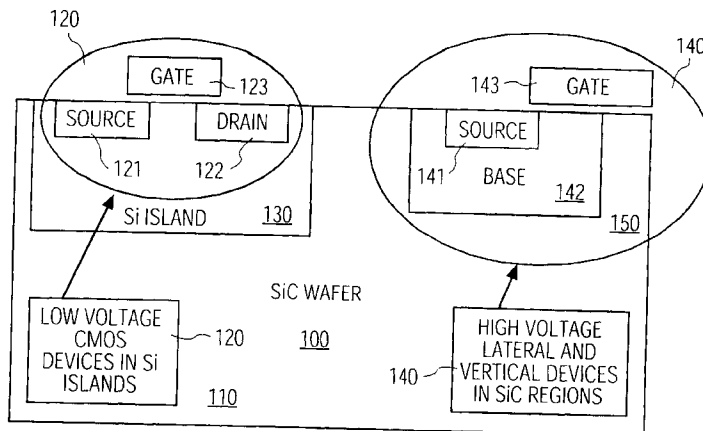 120
GATE
123
SOURCE
DRAIN
121
122
Si ISLAND
130
140
143
GATE
SOURCE
141
BASE
142
150
SiC WAFER
100
110
LOW VOLTAGE
CMOS
DEVICES IN Si
ISLANDS
120
HIGH VOLTAGE
LATERAL AND
VERTICAL DEVICES
IN SiC REGIONS
140